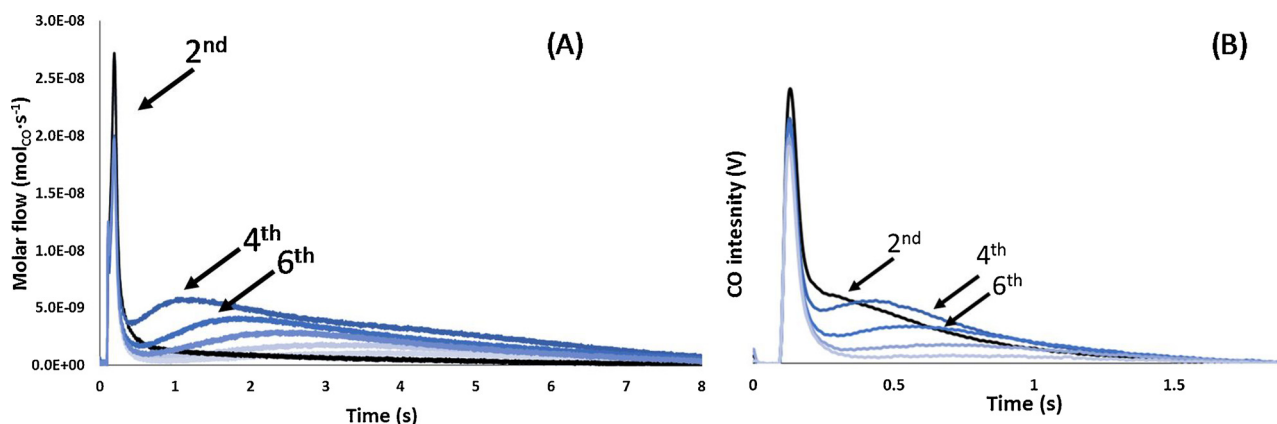 (A)
Molar flow (molCO·s-1)
3.0E-08
2.5E-08
2.0E-08
1.5E-08
1.0E-08
5.0E-09
0.0E+00
2nd
4th
6th
0 1 2 3 4 5 6 7 8
Time (s)
(B)
CO intesnity (V)
2nd
4th
6th
0 0.5 1 1.5
Time (s)